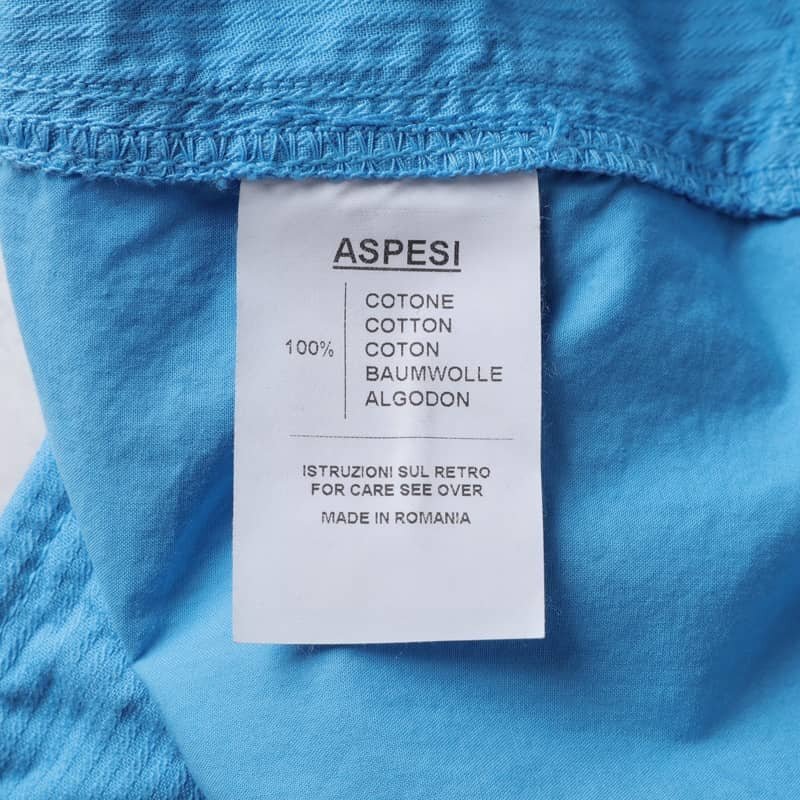 ASPESI
100%
COTONE
COTTON
COTON
BAUMWOLLE
ALGODON
ISTRUZIONI SUL RETRO
FOR CARE SEE OVER
MADE IN ROMANIA